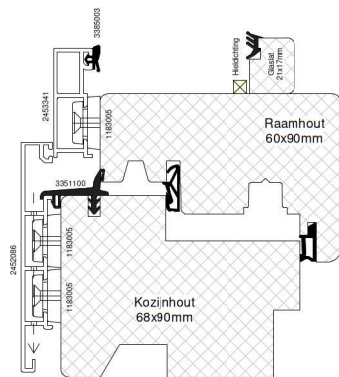 3385003
Hieldichting
Glaslat
21x17mm
2453341
1183005
Raamhout
60x90mm
3351100
2452086
1183005
1183005
Kozijnhout
68x90mm